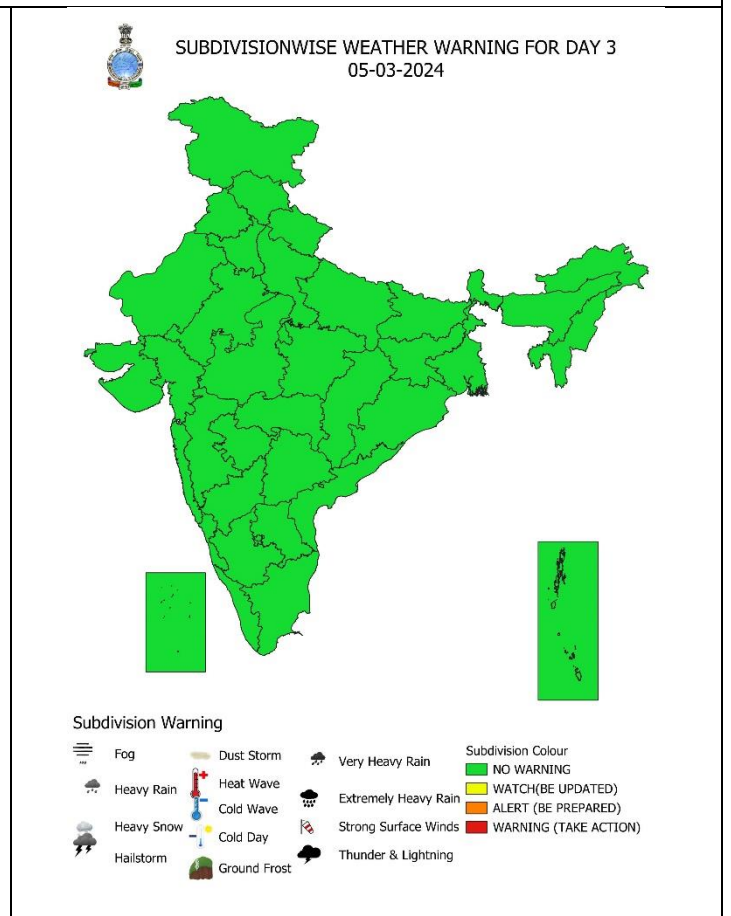 SUBDIVISIONWISE WEATHER WARNING FOR DAY 3
05-03-2024
Subdivision Warning
Fog
Heavy Rain
Heavy Snow
Hailstorm
Dust Storm
Heat Wave
Cold Wave
Cold Day
Ground Frost
Very Heavy Rain
Extremely Heavy Rain
Strong Surface Winds
Thunder & Lightning
Subdivision Colour
NO WARNING
WATCH(BE UPDATED)
ALERT (BE PREPARED)
WARNING (TAKE ACTION)